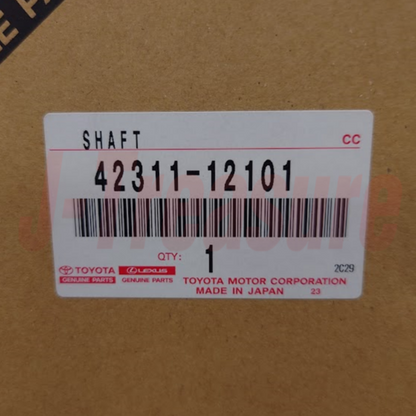 SHAFT
CC
42311-12101
J-Treasure
QTY: 1
TOYOTA LEXUS TOYOTA MOTOR CORPORATION 2C29
GENUINE PARTS GENUINE PARTS MADE IN JAPAN 23